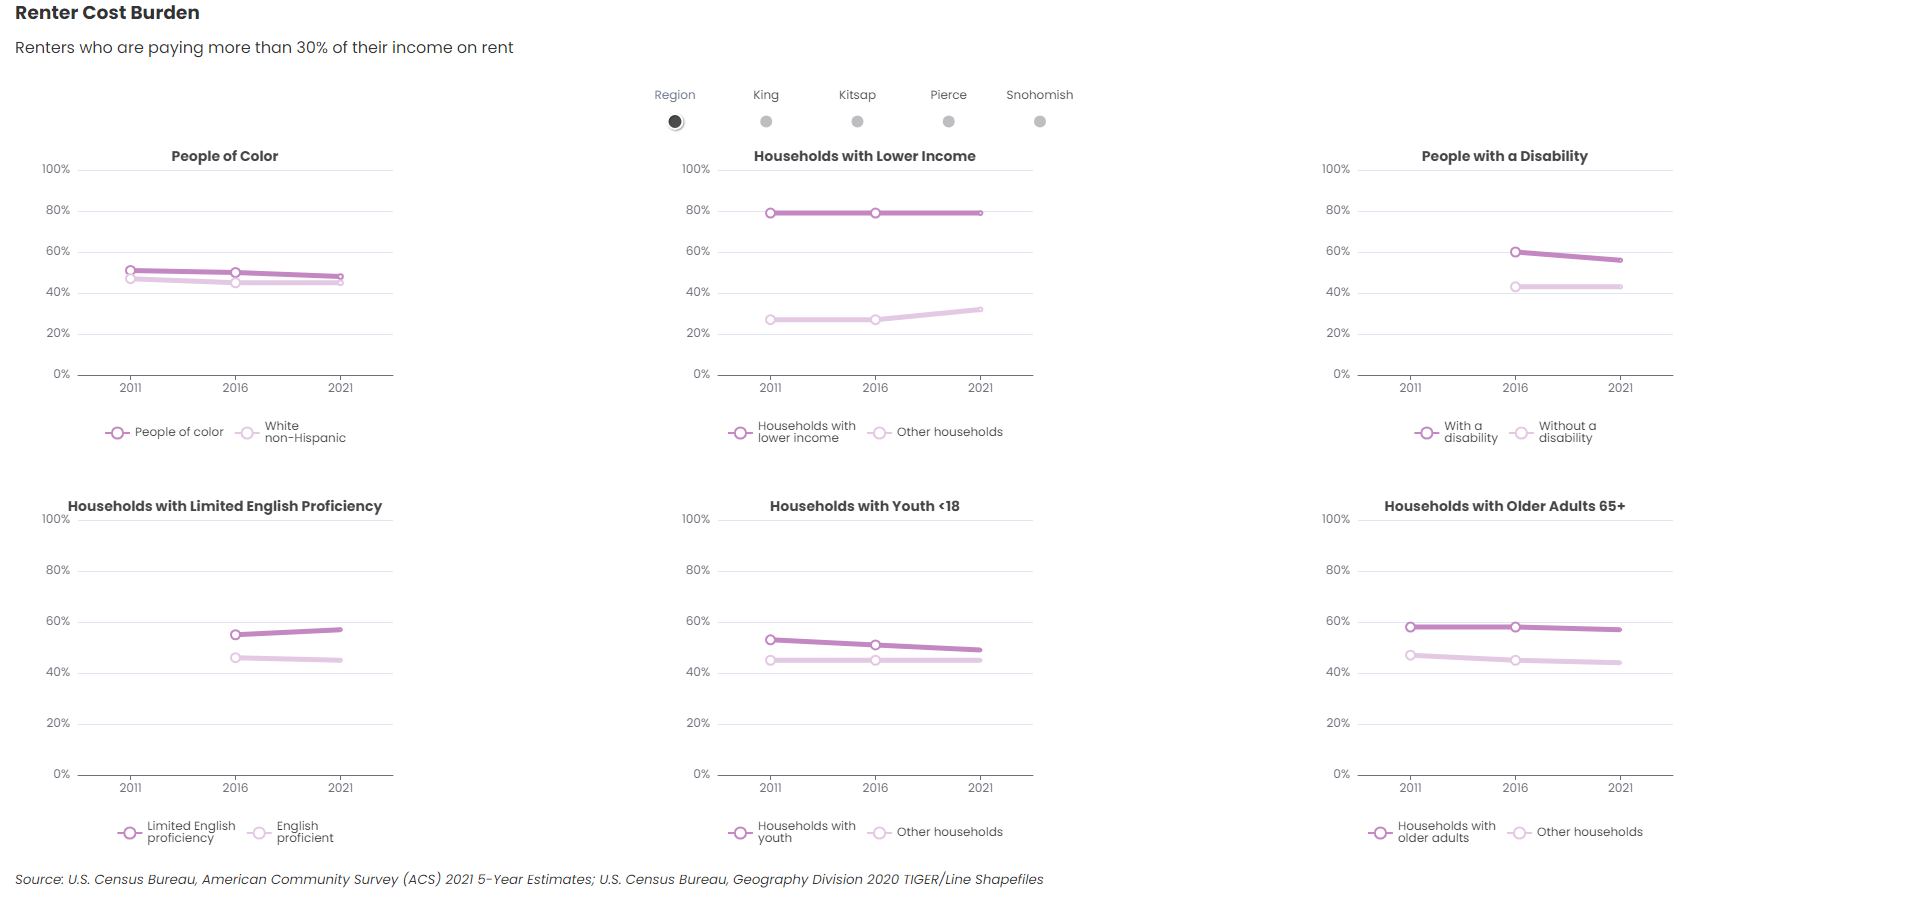 Renter Cost Burden
Renters who are paying more than 30% of their income on rent
Region King Kitsap Pierce Snohomish
People of Color
100%
80%
60%
40%
20%
0%
2011 2016 2021
People of color White
non-Hispanic
Households with Lower Income
100%
80%
60%
40%
20%
0%
2011 2016 2021
Households with
lower income Other households
People with a Disability
100%
80%
60%
40%
20%
0%
2011 2016 2021
With a
disability Without a
disability
Households with Limited English Proficiency
100%
80%
60%
40%
20%
0%
2011 2016 2021
Limited English
proficiency English
proficient
Households with Youth <18
100%
80%
60%
40%
20%
0%
2011 2016 2021
Households with
youth Other households
Households with Older Adults 65+
100%
80%
60%
40%
20%
0%
2011 2016 2021
Households with
older adults Other households
Source: U.S. Census Bureau, American Community Survey (ACS) 2021 5-Year Estimates; U.S. Census Bureau, Geography Division 2020 TIGER/Line Shapefiles